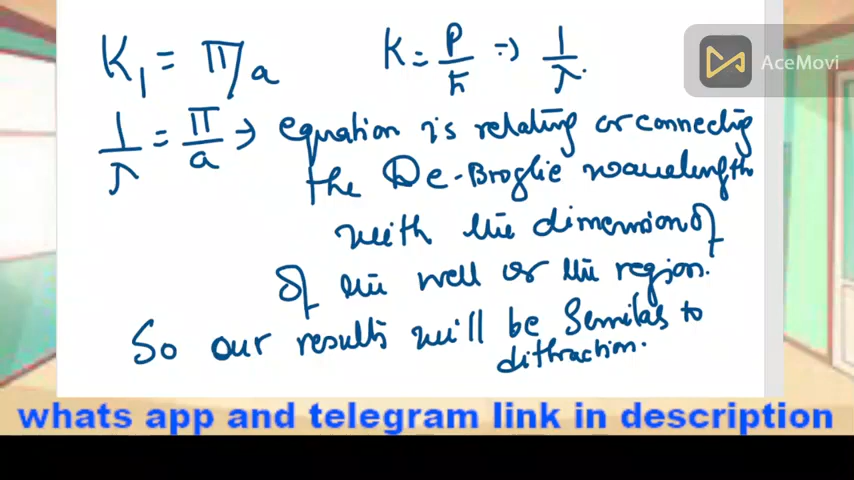 K₁ = π/a K = P/ħ ÷) 1/λ.
AceMovi
1/λ = π/a → equation is relating or connecting
the De-Broglie wavelength
with the dimension of
of the well or the region.
So our results will be Similar to
diffraction.
whats app and telegram link in description